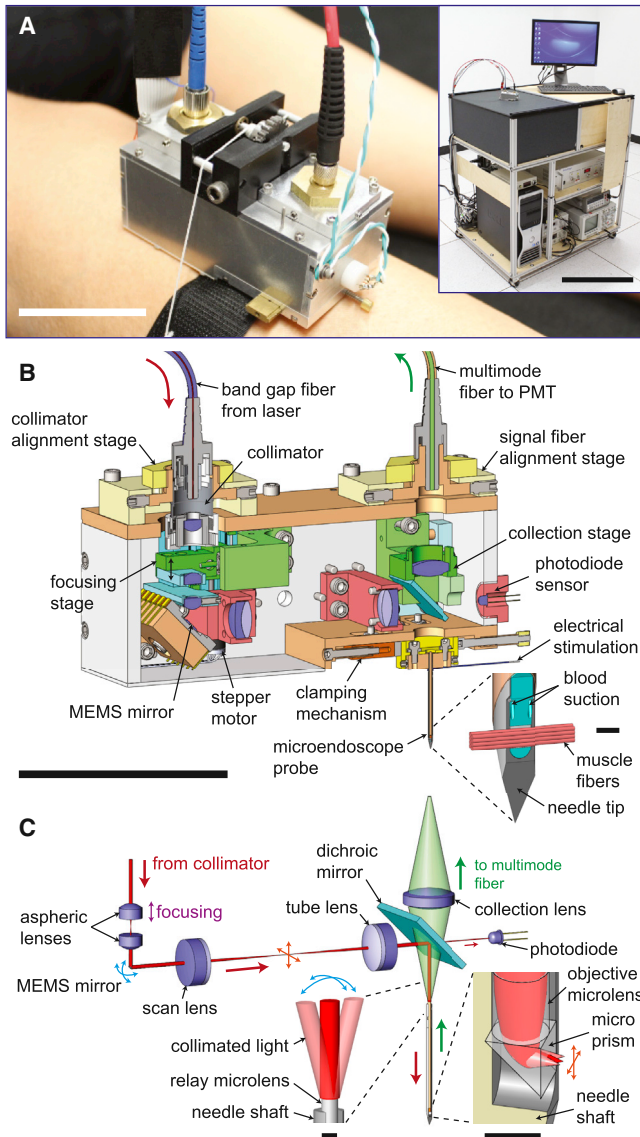 A
B
band gap fiber
from laser
multimode
fiber to PMT
collimator
alignment stage
collimator
signal fiber
alignment stage
focusing
stage
collection stage
photodiode
sensor
MEMS mirror
stepper
motor
clamping
mechanism
electrical
stimulation
microendoscope
probe
blood
suction
muscle
fibers
needle tip
C
from collimator
dichroic
mirror
to multimode
fiber
aspheric
lenses
focusing
tube lens
collection lens
MEMS mirror
scan lens
photodiode
collimated light
relay microlens
needle shaft
objective
microlens
micro
prism
needle
shaft